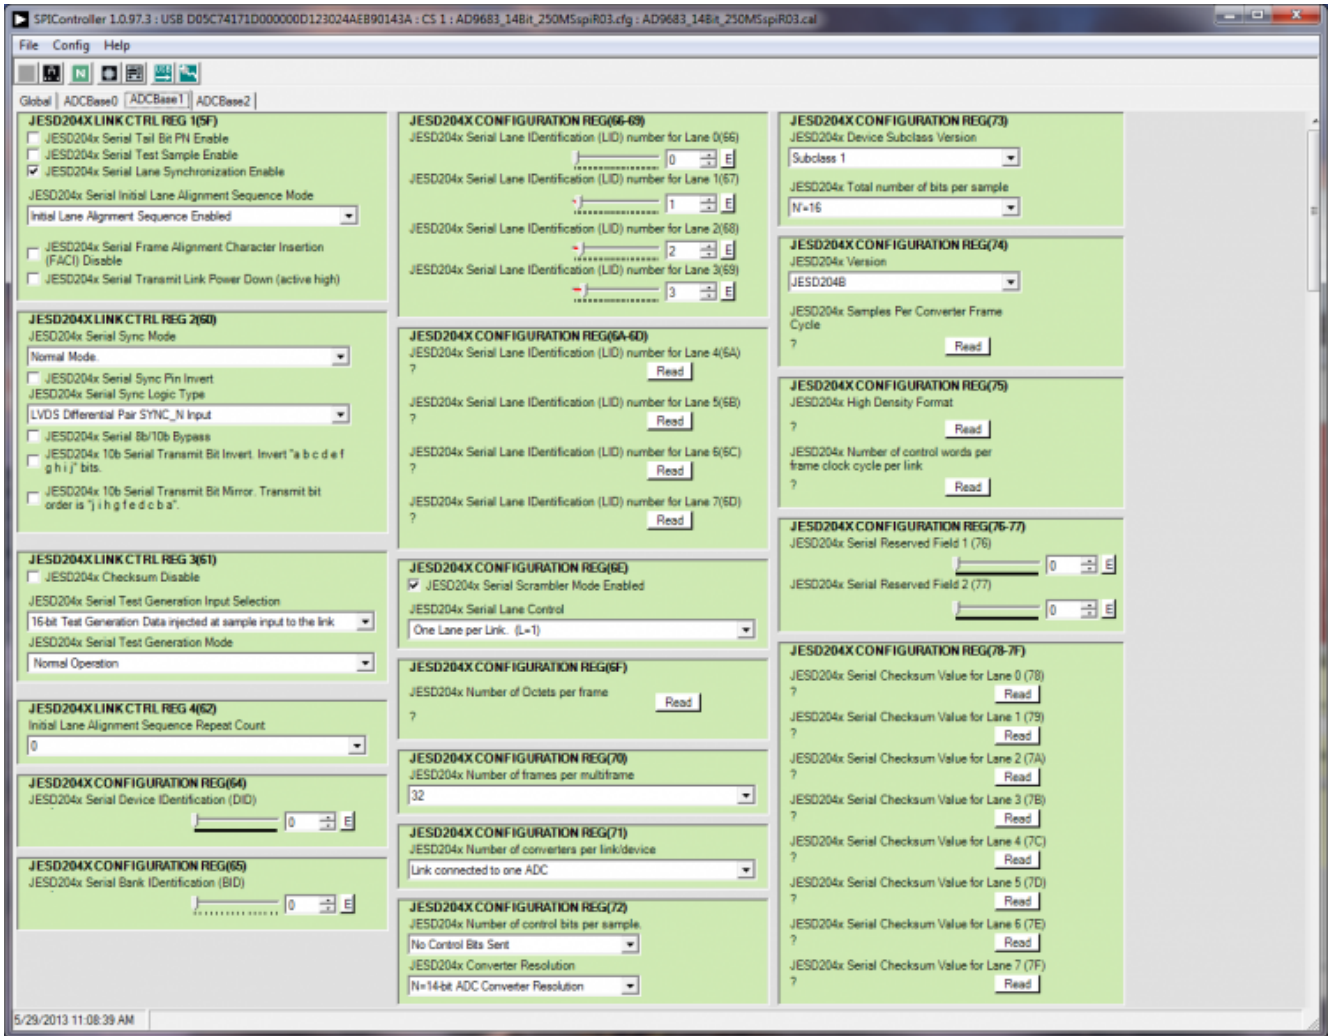 SPIController 1.0.97.3 : USB D05C74171D000000D123024AEB90143A : CS 1 : AD9683_14Bit_250MSspiR03.cfg : AD9683_14Bit_250MSspiR03.cal
File Config Help
Global ADCBase0 ADCBase1 ADCBase2
JESD204X LINK CTRL REG 1(5F)
JESD204x Serial Tail Bit PN Enable
JESD204x Serial Test Sample Enable
JESD204x Serial Lane Synchronization Enable
JESD204x Serial Initial Lane Alignment Sequence Mode
Initial Lane Alignment Sequence Enabled
JESD204x Serial Frame Alignment Character Insertion
(FACI) Disable
JESD204x Serial Transmit Link Power Down (active high)
JESD204X LINK CTRL REG 2(60)
JESD204x Serial Sync Mode
Normal Mode.
JESD204x Serial Sync Pin Invert
JESD204x Serial Sync Logic Type
LVDS Differential Pair SYNC_N Input
JESD204x Serial 8b/10b Bypass
JESD204x 10b Serial Transmit Bit Invert. Invert "a b c d e f
g h i j" bits.
JESD204x 10b Serial Transmit Bit Mirror. Transmit bit
order is "j i h g f e d c b a".
JESD204X LINK CTRL REG 3(61)
JESD204x Checksum Disable
JESD204x Serial Test Generation Input Selection
16-bit Test Generation Data injected at sample input to the link
JESD204x Serial Test Generation Mode
Normal Operation
JESD204X LINK CTRL REG 4(62)
Initial Lane Alignment Sequence Repeat Count
0
JESD204X CONFIGURATION REG(64)
JESD204x Serial Device IDentification (DID)
0 E
JESD204X CONFIGURATION REG(65)
JESD204x Serial Bank IDentification (BID)
0 E
JESD204X CONFIGURATION REG(66-69)
JESD204x Serial Lane IDentification (LID) number for Lane 0(66)
0 E
JESD204x Serial Lane IDentification (LID) number for Lane 1(67)
1 E
JESD204x Serial Lane IDentification (LID) number for Lane 2(68)
2 E
JESD204x Serial Lane IDentification (LID) number for Lane 3(69)
3 E
JESD204X CONFIGURATION REG(6A-6D)
JESD204x Serial Lane IDentification (LID) number for Lane 4(6A)
? Read
JESD204x Serial Lane IDentification (LID) number for Lane 5(6B)
? Read
JESD204x Serial Lane IDentification (LID) number for Lane 6(6C)
? Read
JESD204x Serial Lane IDentification (LID) number for Lane 7(6D)
? Read
JESD204X CONFIGURATION REG(6E)
JESD204x Serial Scrambler Mode Enabled
JESD204x Serial Lane Control
One Lane per Link. (L=1)
JESD204X CONFIGURATION REG(6F)
JESD204x Number of Octets per frame
Read
?
JESD204X CONFIGURATION REG(70)
JESD204x Number of frames per multiframe
32
JESD204X CONFIGURATION REG(71)
JESD204x Number of converters per link/device
Link connected to one ADC
JESD204X CONFIGURATION REG(72)
JESD204x Number of control bits per sample.
No Control Bits Sent
JESD204x Converter Resolution
N=14-bit ADC Converter Resolution
JESD204X CONFIGURATION REG(73)
JESD204x Device Subclass Version
Subclass 1
JESD204x Total number of bits per sample
N'=16
JESD204X CONFIGURATION REG(74)
JESD204x Version
JESD204B
JESD204x Samples Per Converter Frame
Cycle
? Read
JESD204X CONFIGURATION REG(75)
JESD204x High Density Format
? Read
JESD204x Number of control words per
frame clock cycle per link
? Read
JESD204X CONFIGURATION REG(76-77)
JESD204x Serial Reserved Field 1 (76)
0 E
JESD204x Serial Reserved Field 2 (77)
0 E
JESD204X CONFIGURATION REG(78-7F)
JESD204x Serial Checksum Value for Lane 0 (78)
? Read
JESD204x Serial Checksum Value for Lane 1 (79)
? Read
JESD204x Serial Checksum Value for Lane 2 (7A)
? Read
JESD204x Serial Checksum Value for Lane 3 (7B)
? Read
JESD204x Serial Checksum Value for Lane 4 (7C)
? Read
JESD204x Serial Checksum Value for Lane 5 (7D)
? Read
JESD204x Serial Checksum Value for Lane 6 (7E)
? Read
JESD204x Serial Checksum Value for Lane 7 (7F)
? Read
5/29/2013 11:08:39 AM